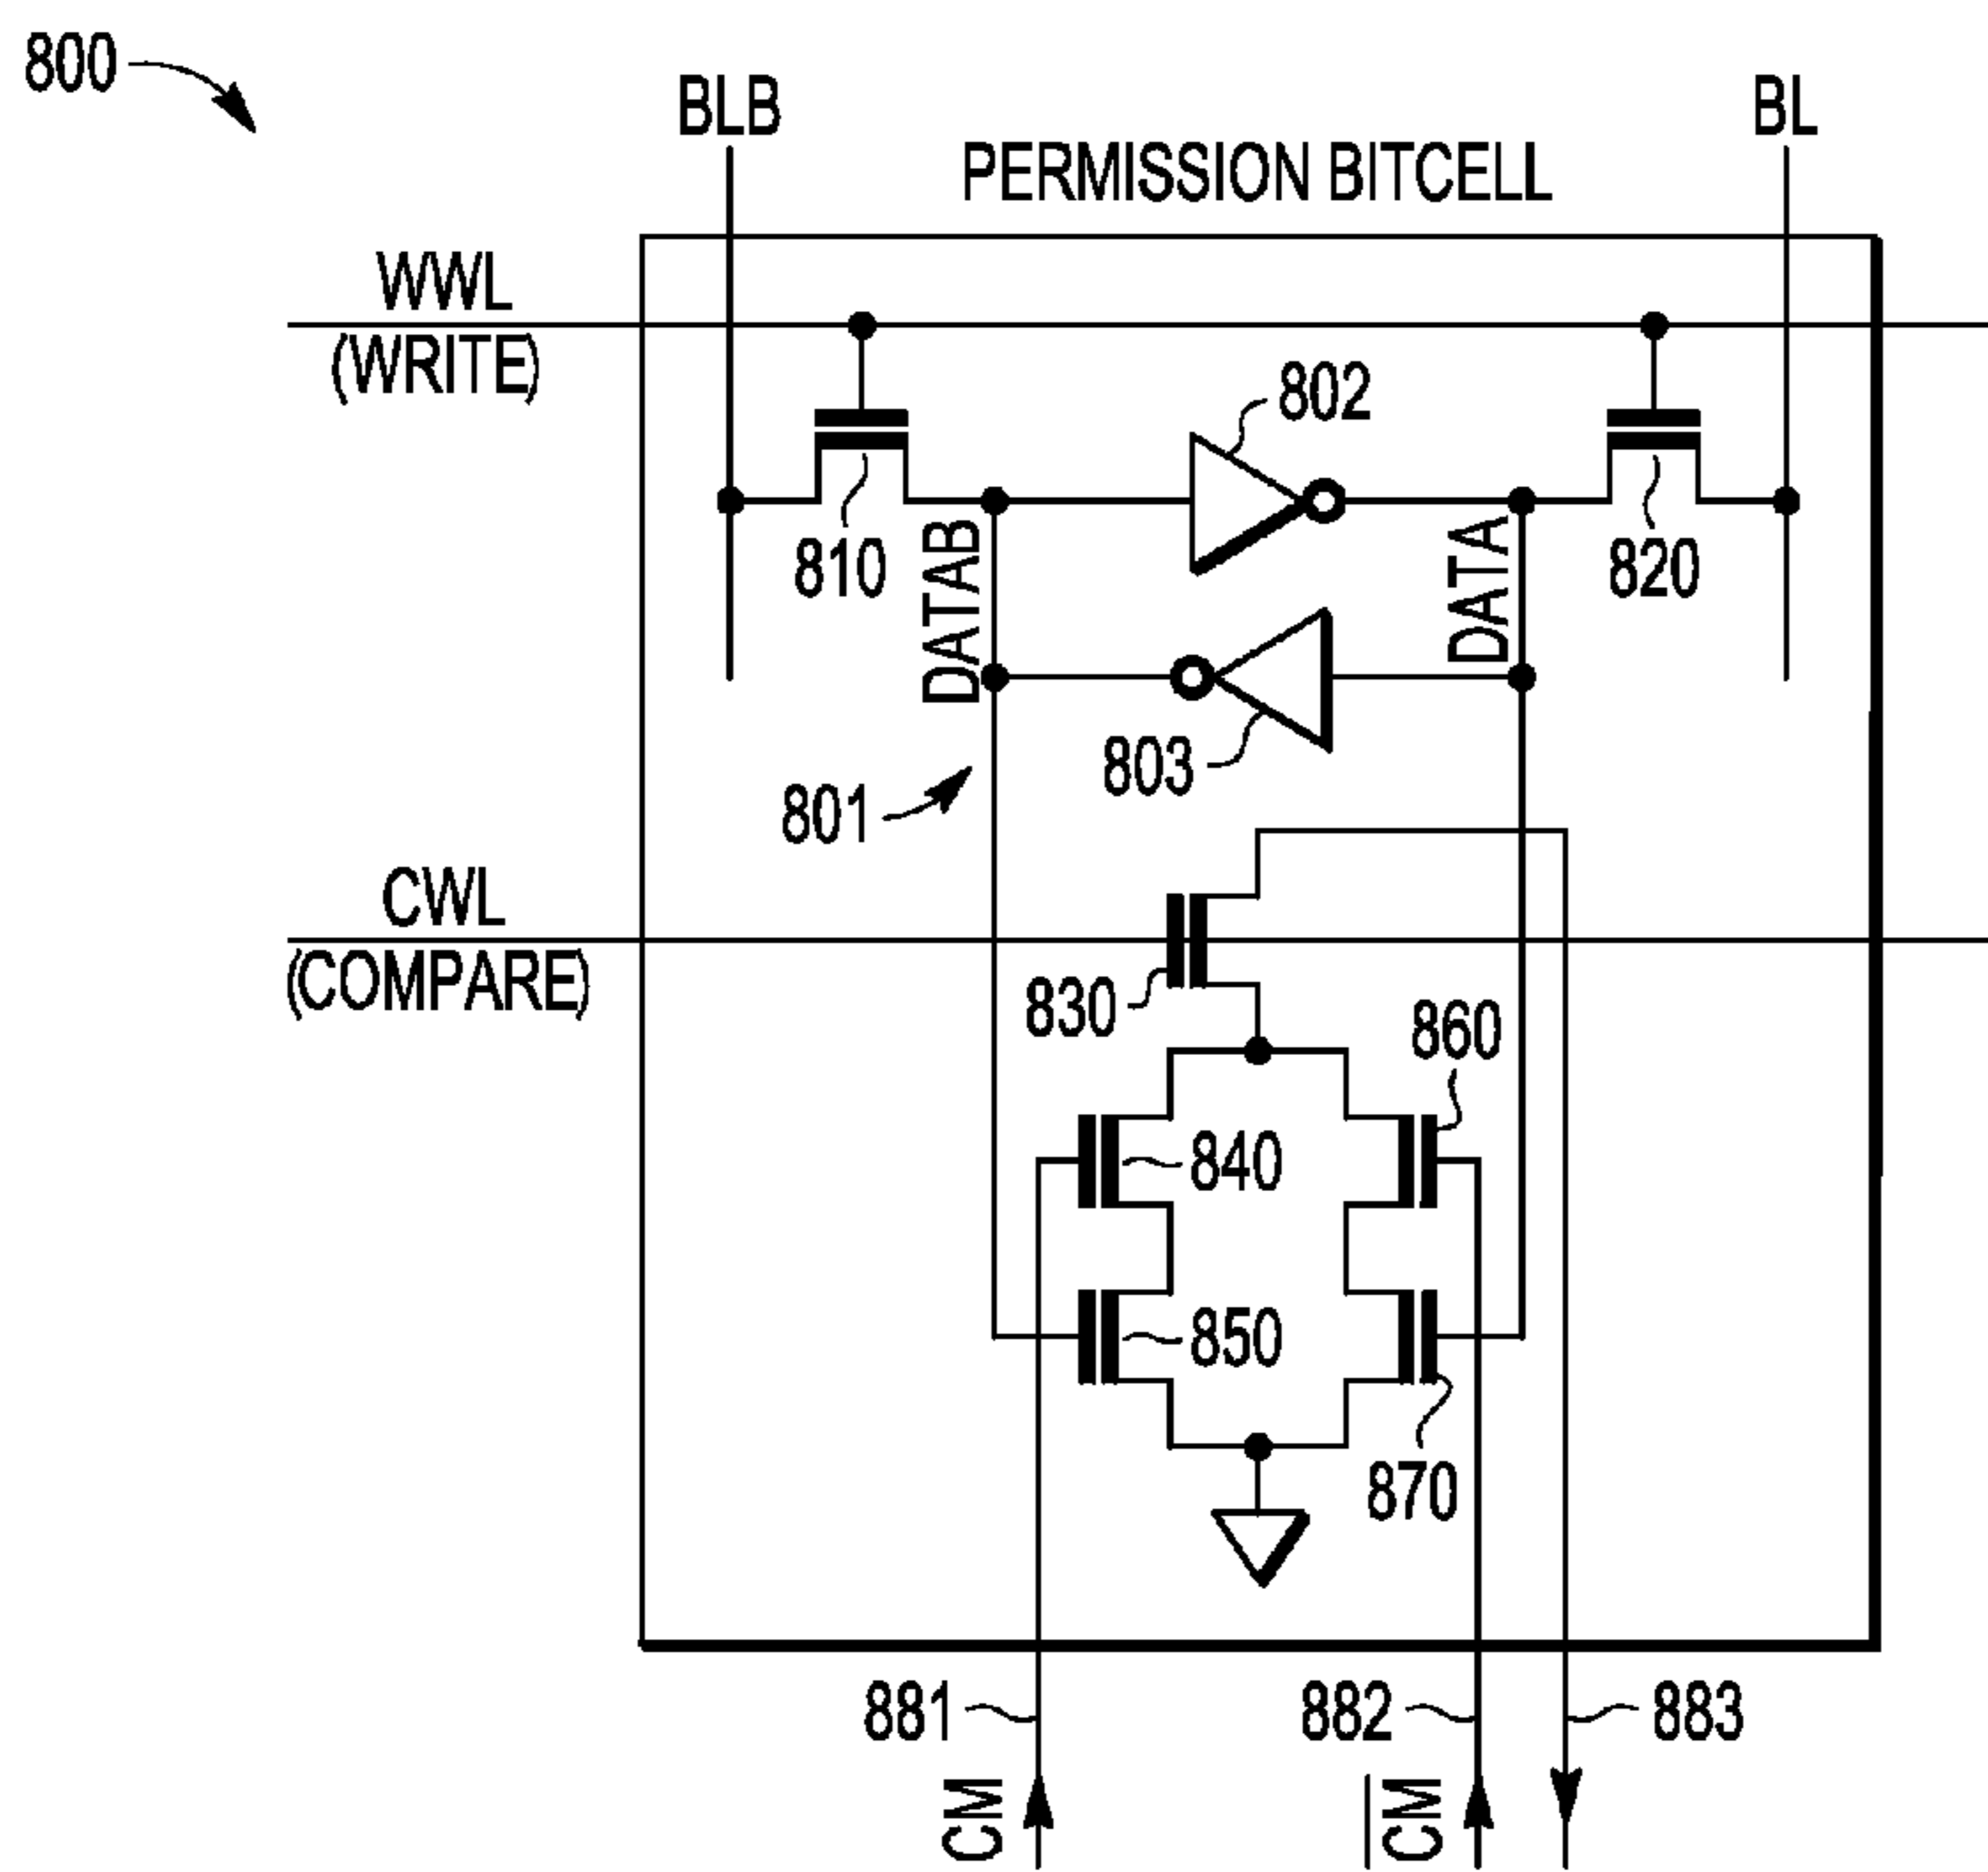 800
BLB
BL
PERMISSION BITCELL
WWL
(WRITE)
802
810
DATAB
DATA
820
803
801
CWL
(COMPARE)
830
860
840
850
870
881
882
883
CM
C̅M̅